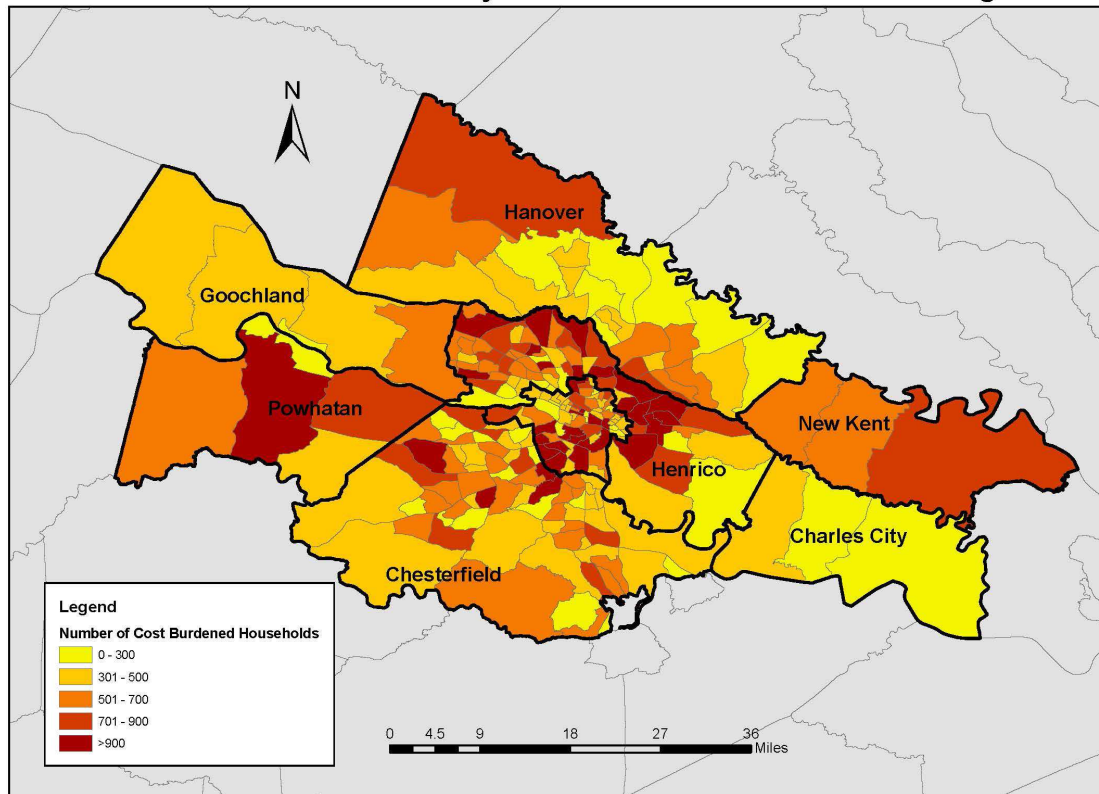 N
Hanover
Goochland
Powhatan
New Kent
Henrico
Charles City
Chesterfield
Legend
Number of Cost Burdened Households
0 - 300
301 - 500
501 - 700
701 - 900
>900
0 4.5 9 18 27 36
Miles